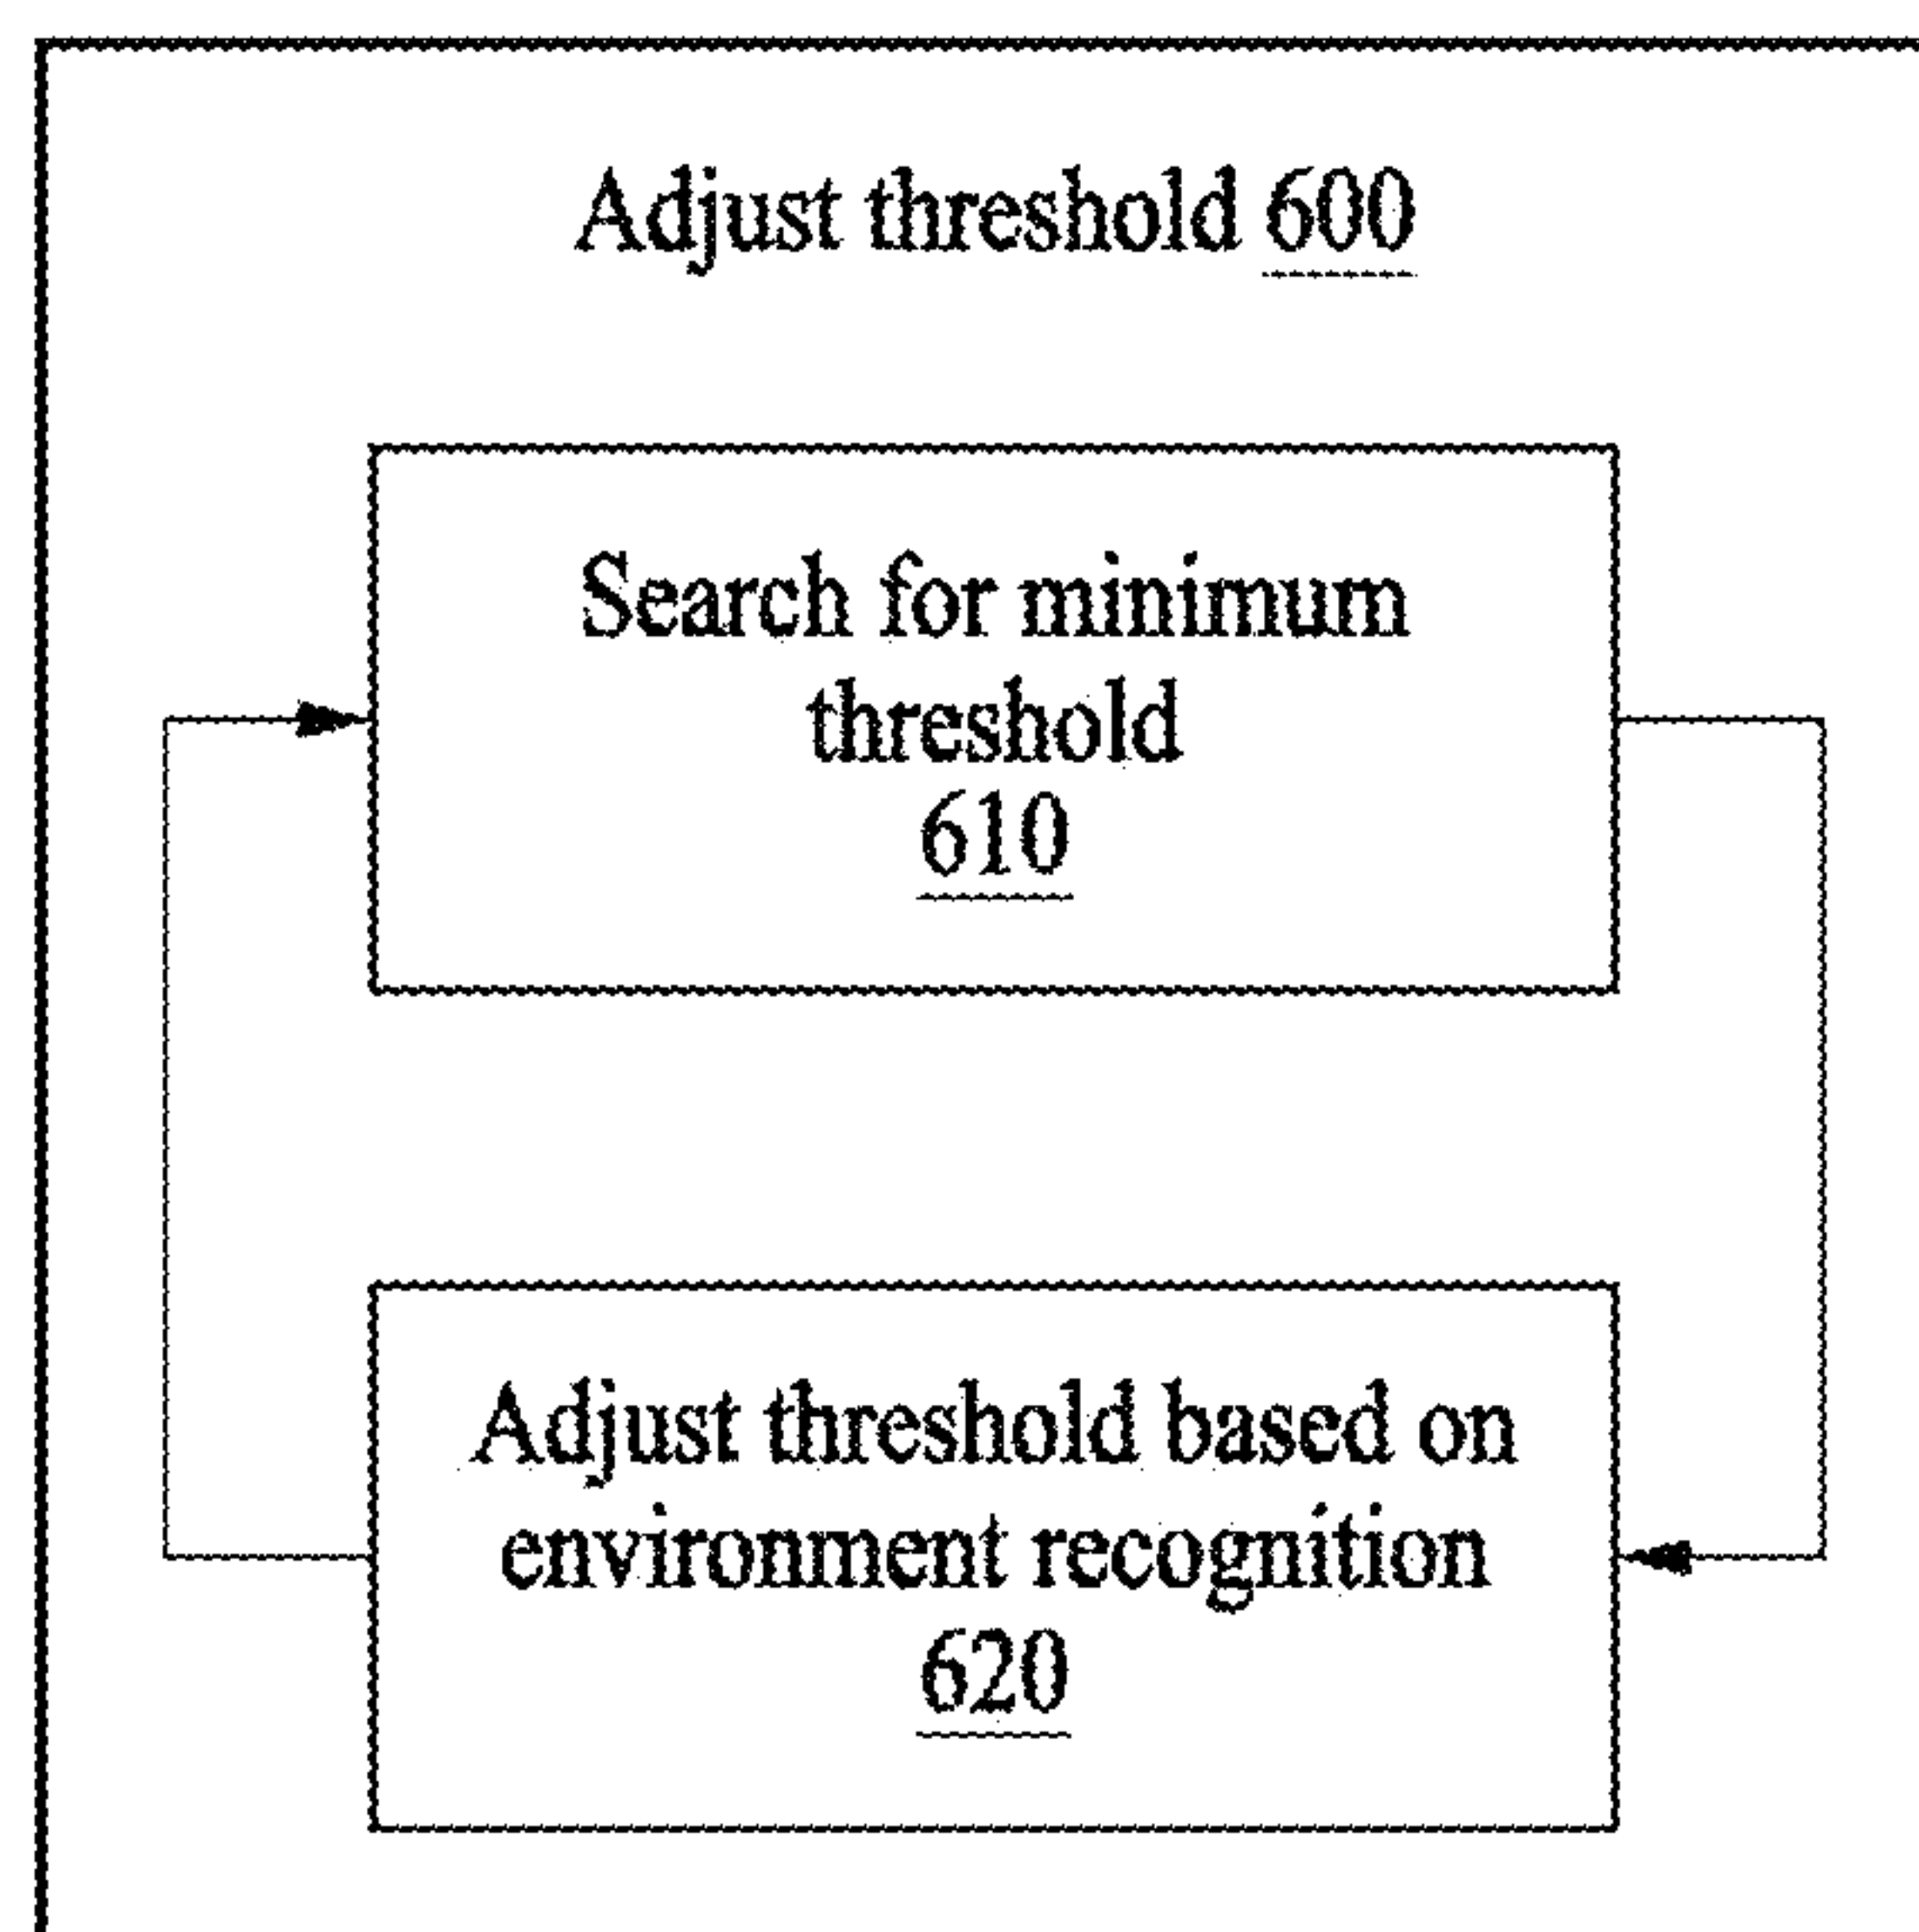 Adjust threshold 600
Search for minimum
threshold
610
Adjust threshold based on
environment recognition
620